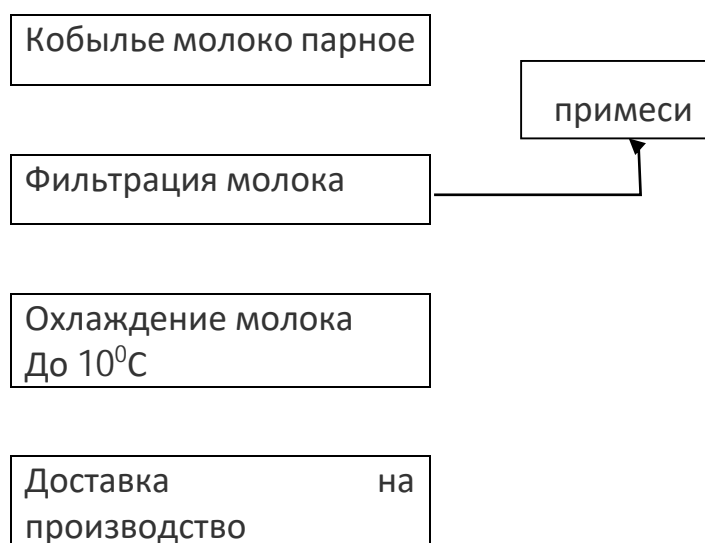 Кобылье молоко парное
примеси
Фильтрация молока
Охлаждение молока
До 10⁰С
Доставка на
производство